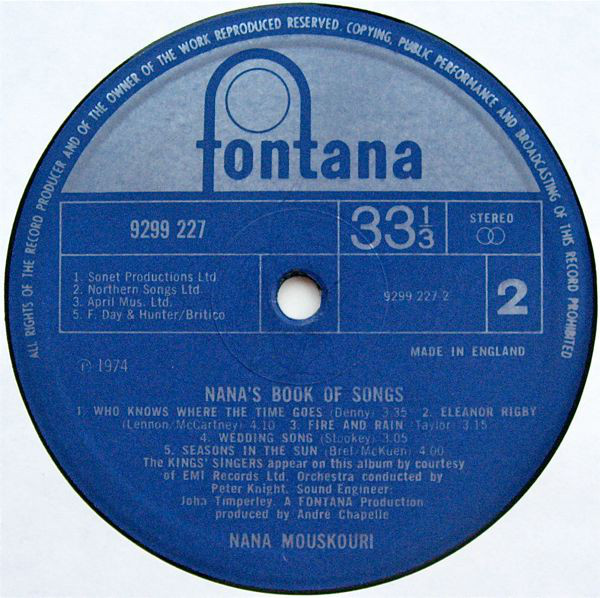 ALL RIGHTS OF THE RECORD PRODUCER AND OF THE OWNER OF THE WORK REPRODUCED RESERVED. COPYING, PUBLIC PERFORMANCE AND BROADCASTING OF THIS RECORD PROHIBITED
fontana
9299 227
33 1/3
STEREO
1. Sonet Productions Ltd.
2. Northern Songs Ltd.
3. April Mus. Ltd.
5. F. Day & Hunter/Britico
9299 227 2
2
MADE IN ENGLAND
℗ 1974
NANA'S BOOK OF SONGS
1. WHO KNOWS WHERE THE TIME GOES (Denny) 3.35 2. ELEANOR RIGBY
(Lennon/McCartney) 4.10 3. FIRE AND RAIN (Taylor) 3.15
4. WEDDING SONG (Stookey) 3.05
5. SEASONS IN THE SUN (Brel/McKuen) 4.00
The KINGS' SINGERS appear on this album by courtesy
of EMI Records Ltd. Orchestra conducted by
Peter Knight. Sound Engineer:
John Timperley. A FONTANA Production
produced by André Chapelle
NANA MOUSKOURI